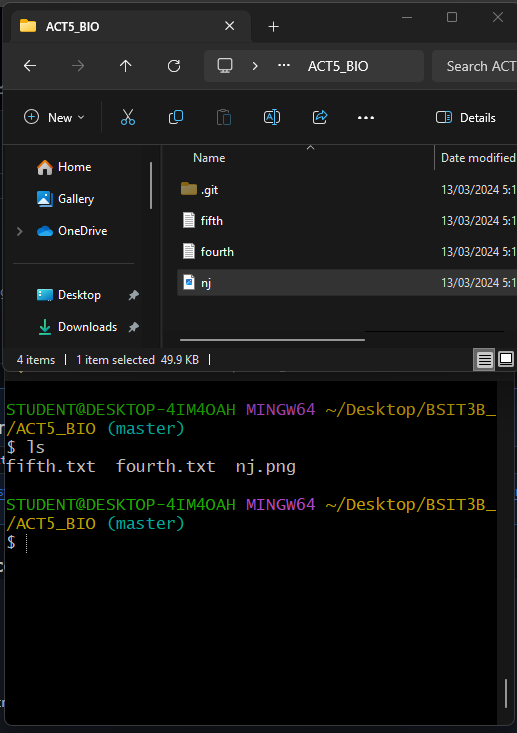 ACT5_BIO
ACT5_BIO
Search ACT
New
Details
Name
Date modified
Home
Gallery
OneDrive
Desktop
Downloads
.git 13/03/2024 5:1
fifth 13/03/2024 5:1
fourth 13/03/2024 5:1
nj 13/03/2024 5:1
4 items
1 item selected 49.9 KB
STUDENT@DESKTOP-4IM4OAH MINGW64 ~/Desktop/BSIT3B_
/ACT5_BIO (master)
$ ls
fifth.txt fourth.txt nj.png
STUDENT@DESKTOP-4IM4OAH MINGW64 ~/Desktop/BSIT3B_
/ACT5_BIO (master)
$